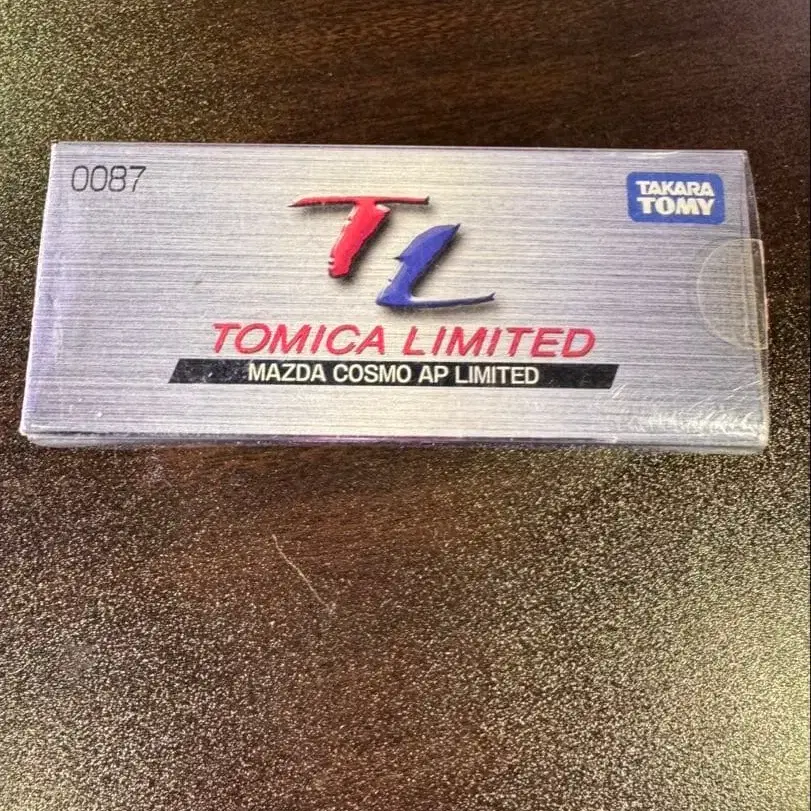 0087
TAKARA
TOMY
TL
TOMICA LIMITED
MAZDA COSMO AP LIMITED